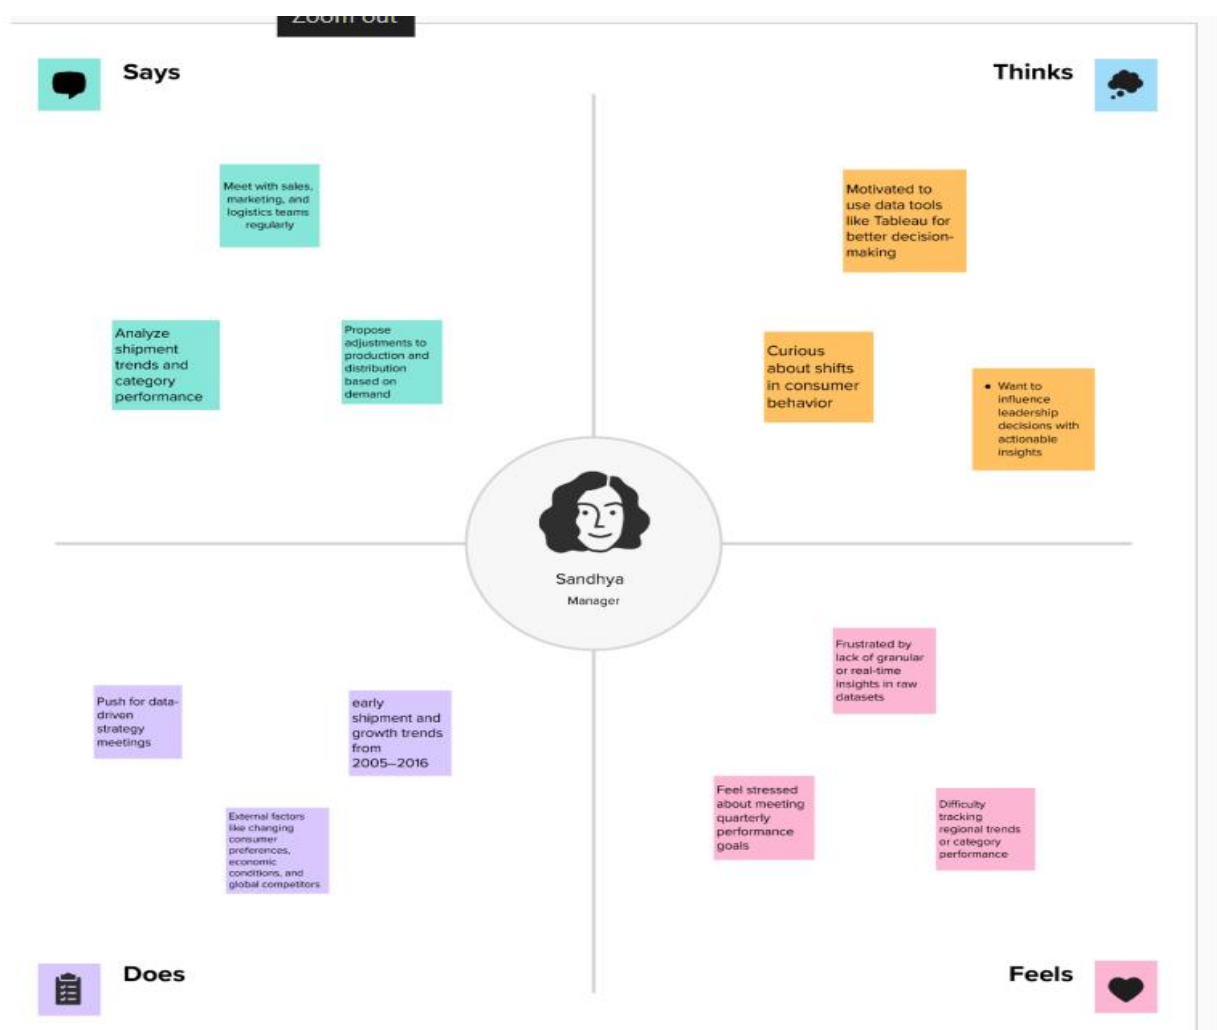 Zoom out
Says
Thinks
Meet with sales,
marketing, and
logistics teams
regularly
Analyze
shipment
trends and
category
performance
Propose
adjustments to
production and
distribution
based on
demand
Motivated to
use data tools
like Tableau for
better decision-
making
Curious
about shifts
in consumer
behavior
• Want to
influence
leadership
decisions with
actionable
insights
Sandhya
Manager
Push for data-
driven
strategy
meetings
early
shipment and
growth trends
from
2005–2016
External factors
like changing
consumer
preferences,
economic
conditions, and
global competitors
Frustrated by
lack of granular
or real-time
insights in raw
datasets
Feel stressed
about meeting
quarterly
performance
goals
Difficulty
tracking
regional trends
or category
performance
Does
Feels